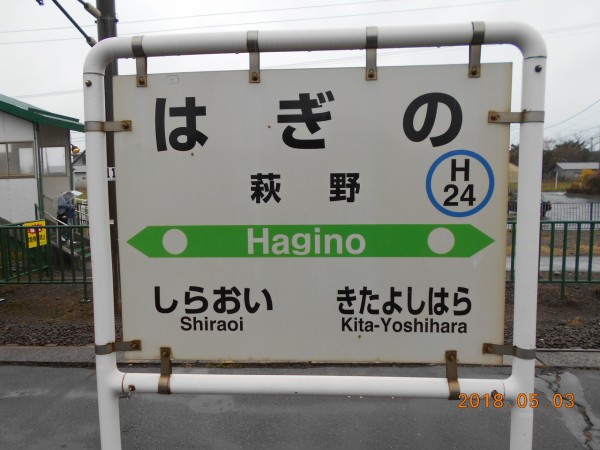 はぎの
萩野
H
24
Hagino
しらおい
Shiraoi
きたよしはら
Kita-Yoshihara
2018.05.03